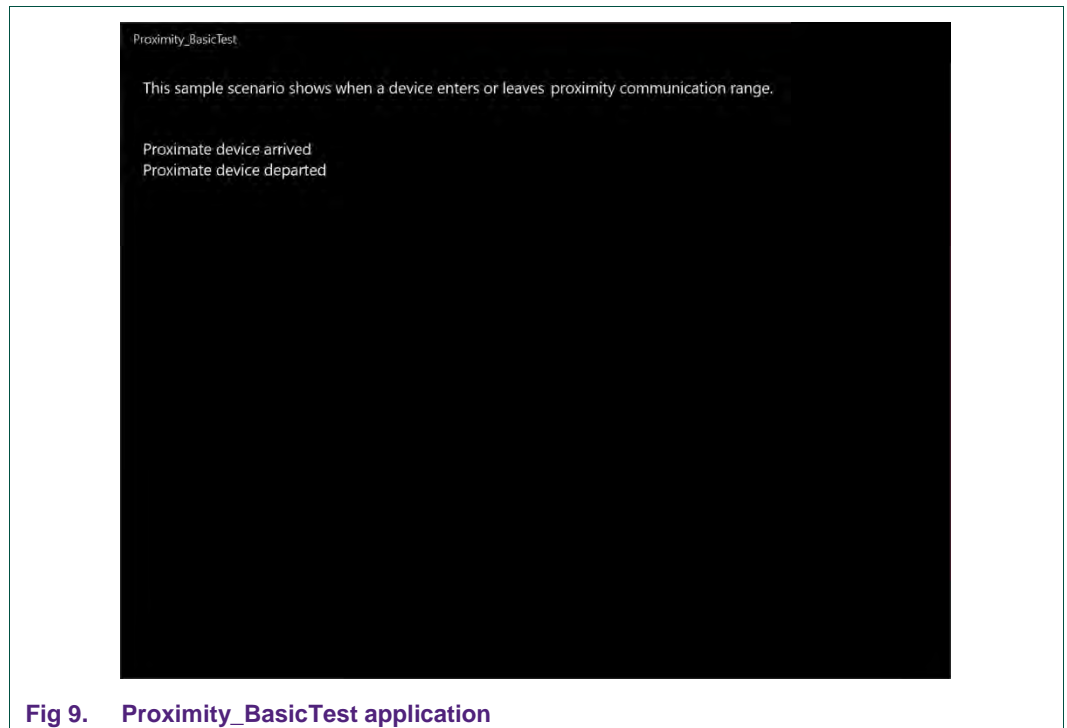 Proximity_BasicTest
This sample scenario shows when a device enters or leaves proximity communication range.
Proximate device arrived
Proximate device departed
Fig 9. Proximity_BasicTest application